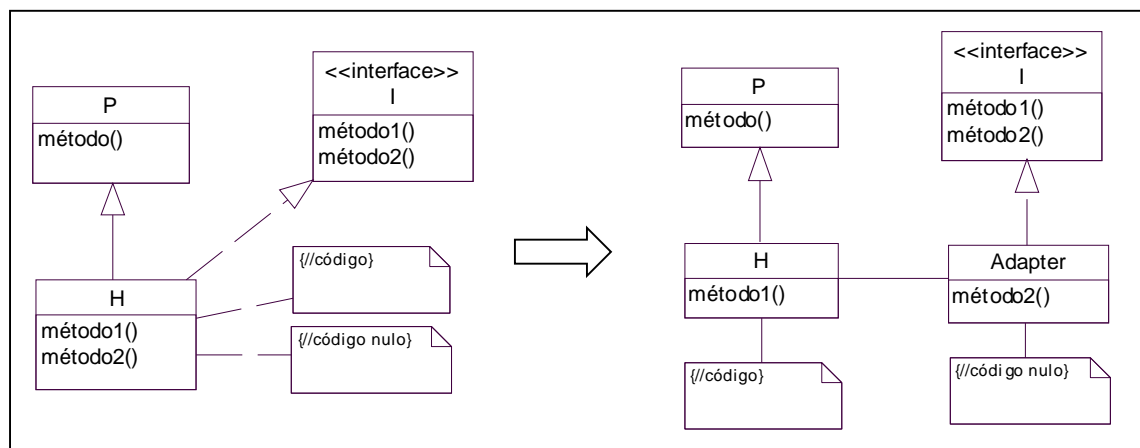 P
método()
<<interface>>
I
método1()
método2()
H
método1()
método2()
{//código}
{//código nulo}
P
método()
<<interface>>
I
método1()
método2()
H
método1()
Adapter
método2()
{//código}
{//código nulo}